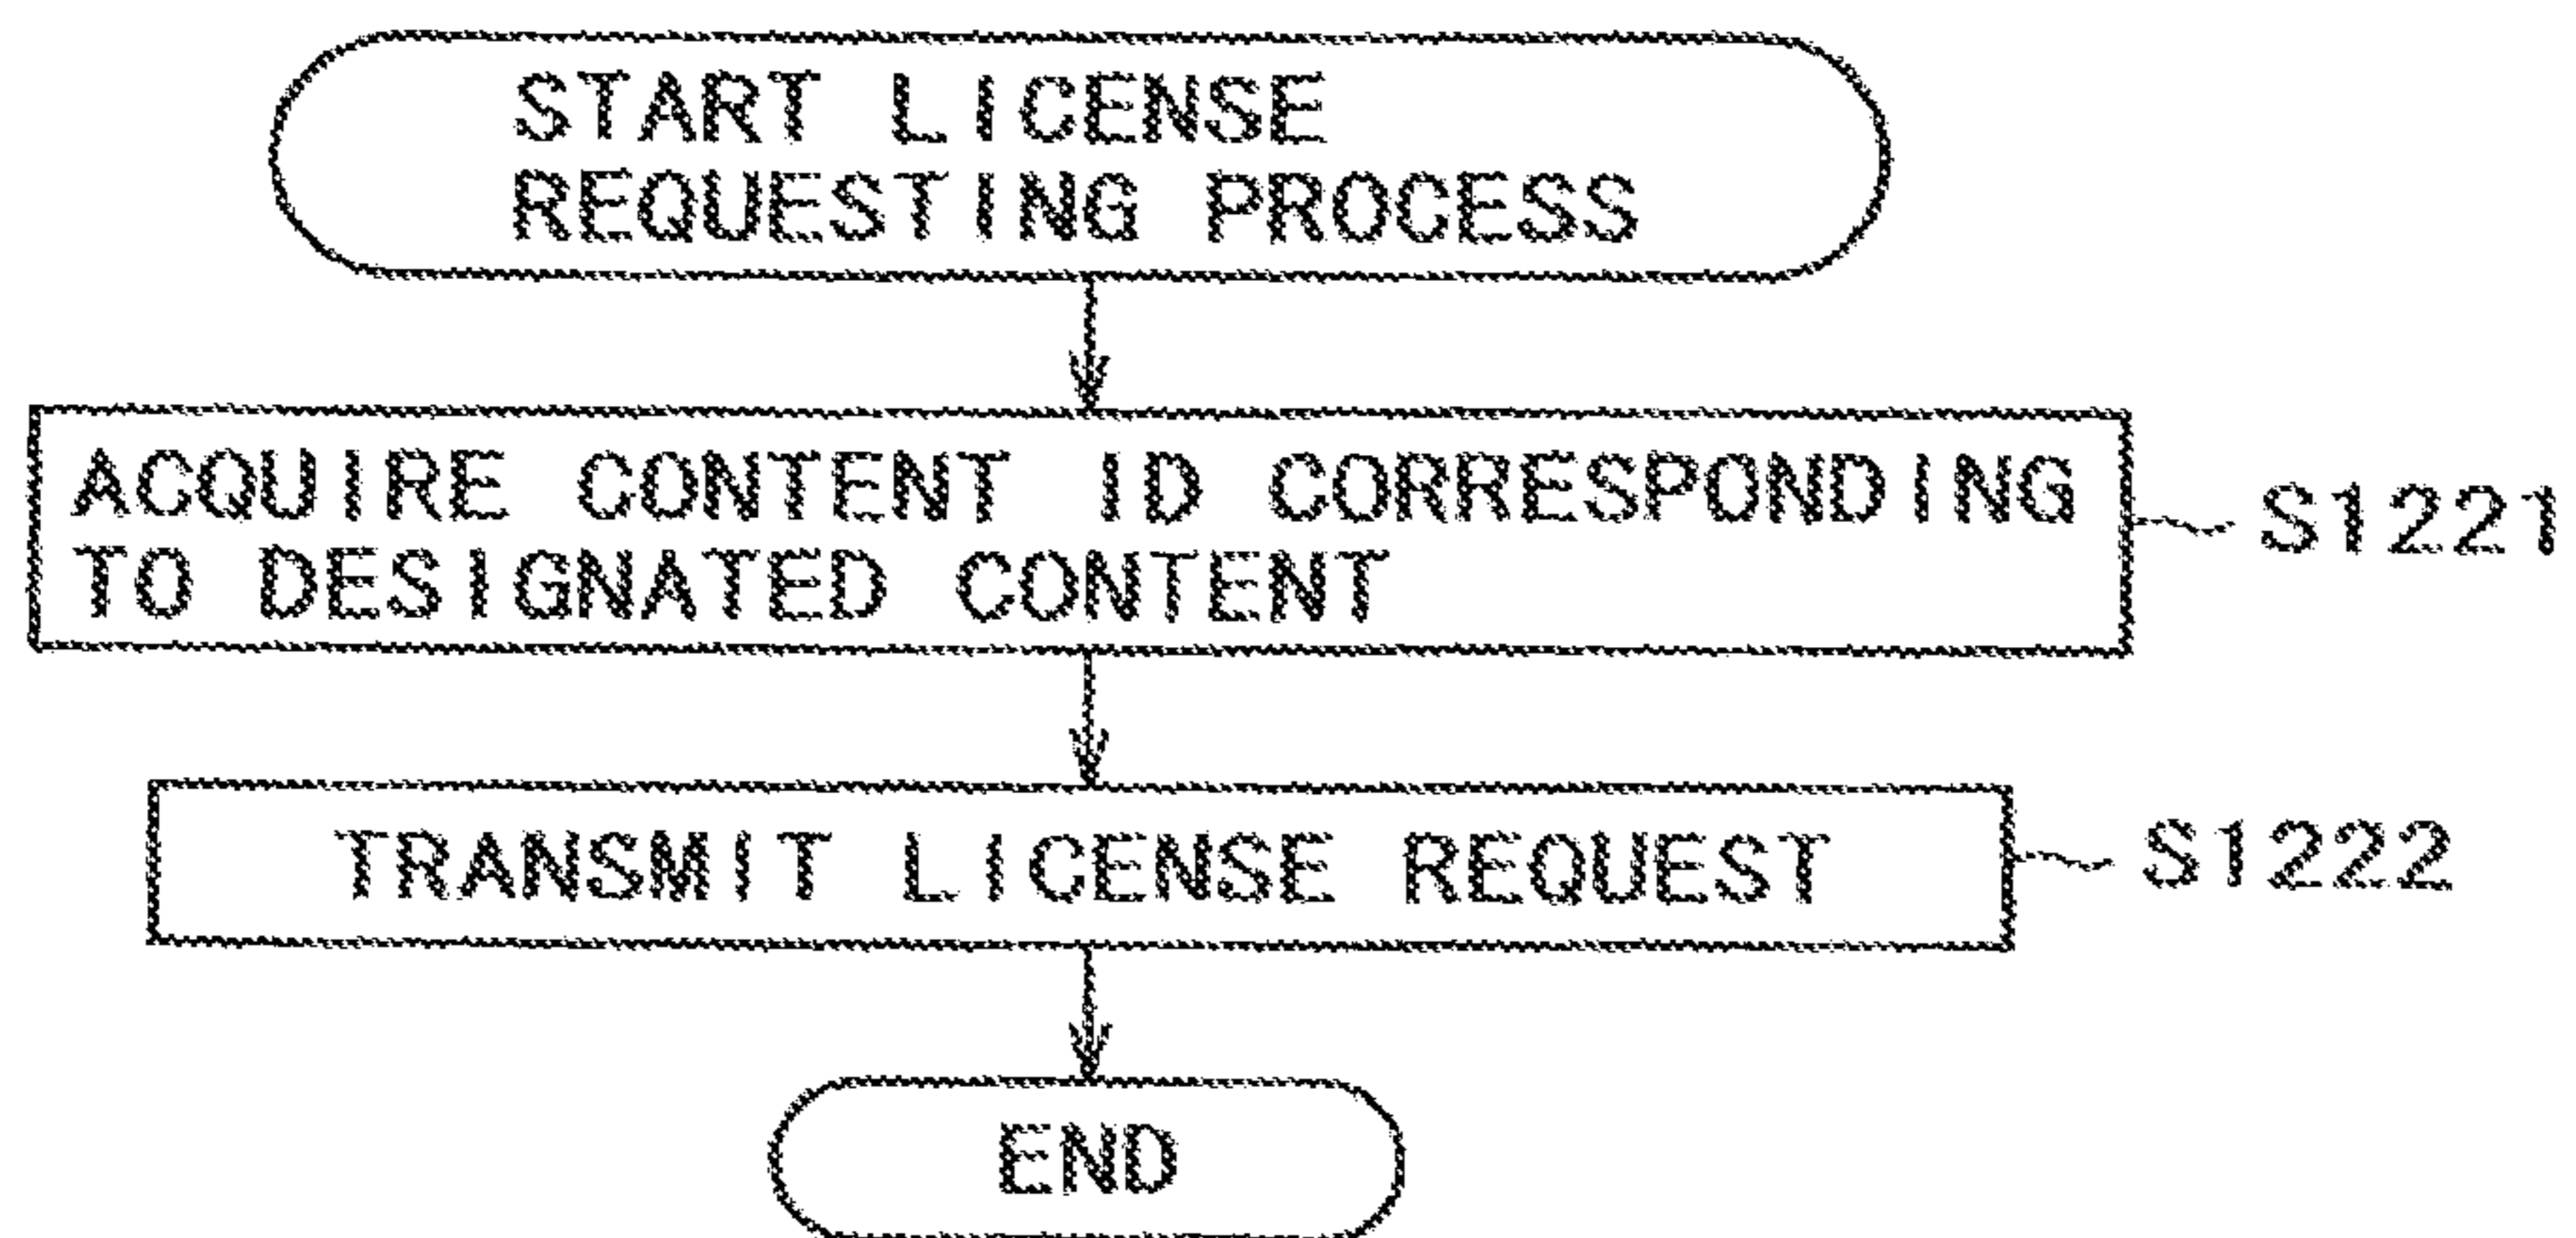 START LICENSE
REQUESTING PROCESS
ACQUIRE CONTENT ID CORRESPONDING
TO DESIGNATED CONTENT
S1221
TRANSMIT LICENSE REQUEST
S1222
END